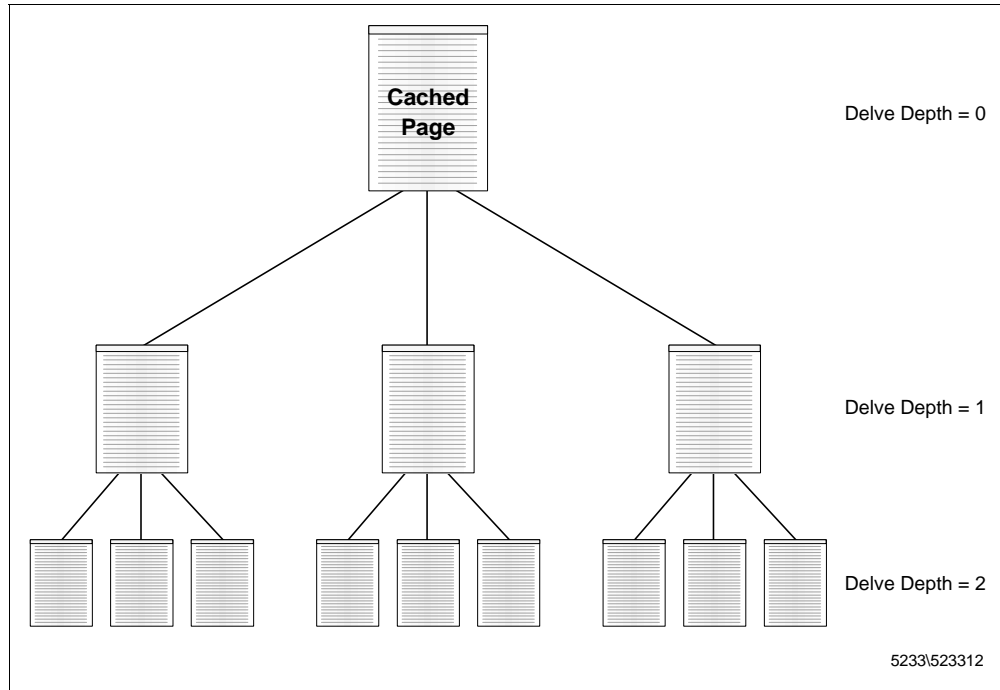 Cached
Page
Delve Depth = 0
Delve Depth = 1
Delve Depth = 2
5233\523312